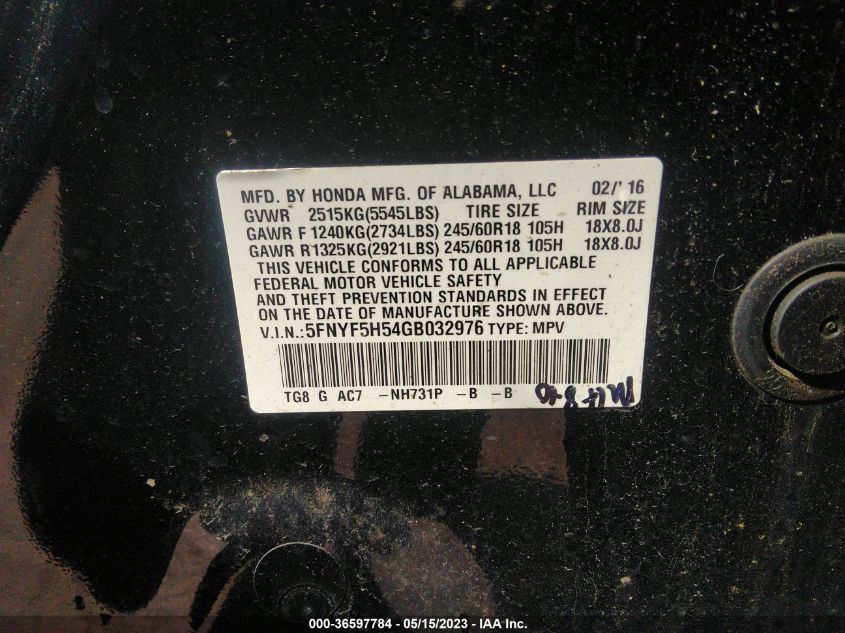 MFD. BY HONDA MFG. OF ALABAMA, LLC 02/'16
GVWR 2515KG(5545LBS) TIRE SIZE RIM SIZE
GAWR F 1240KG(2734LBS) 245/60R18 105H 18X8.0J
GAWR R1325KG(2921LBS) 245/60R18 105H 18X8.0J
THIS VEHICLE CONFORMS TO ALL APPLICABLE
FEDERAL MOTOR VEHICLE SAFETY
AND THEFT PREVENTION STANDARDS IN EFFECT
ON THE DATE OF MANUFACTURE SHOWN ABOVE.
V.I.N.:5FNYF5H54GB032976 TYPE: MPV
TG8 G AC7 -NH731P -B -B
000-36597784 - 05/15/2023 - IAA Inc.